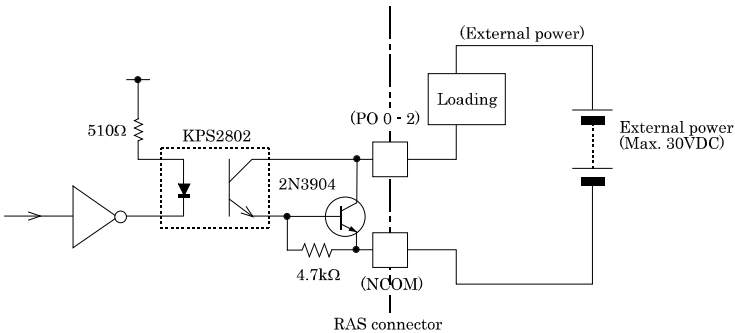 (External power)
Loading
(PO 0 - 2)
510Ω
KPS2802
External power
(Max. 30VDC)
2N3904
4.7kΩ
(NCOM)
RAS connector